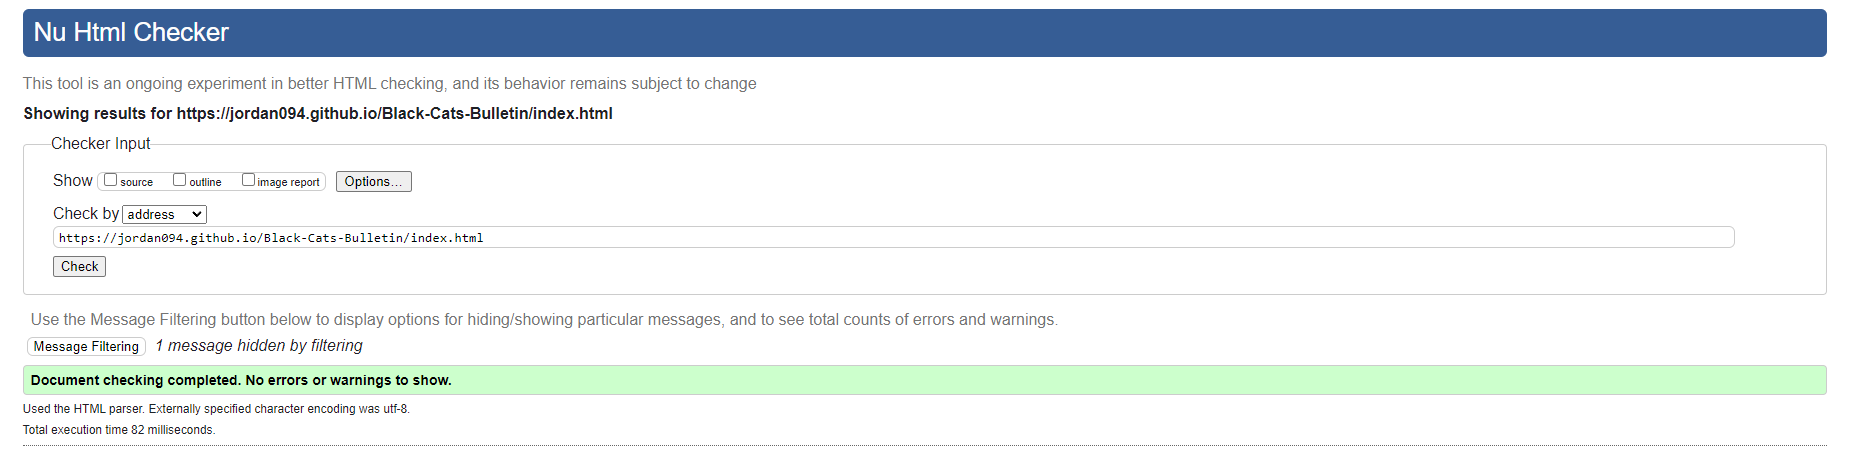 Nu Html Checker
This tool is an ongoing experiment in better HTML checking, and its behavior remains subject to change
Showing results for https://jordan094.github.io/Black-Cats-Bulletin/index.html
Checker Input
Show source outline image report Options...
Check by address
https://jordan094.github.io/Black-Cats-Bulletin/index.html
Check
Use the Message Filtering button below to display options for hiding/showing particular messages, and to see total counts of errors and warnings.
Message Filtering 1 message hidden by filtering
Document checking completed. No errors or warnings to show.
Used the HTML parser. Externally specified character encoding was utf-8.
Total execution time 82 milliseconds.